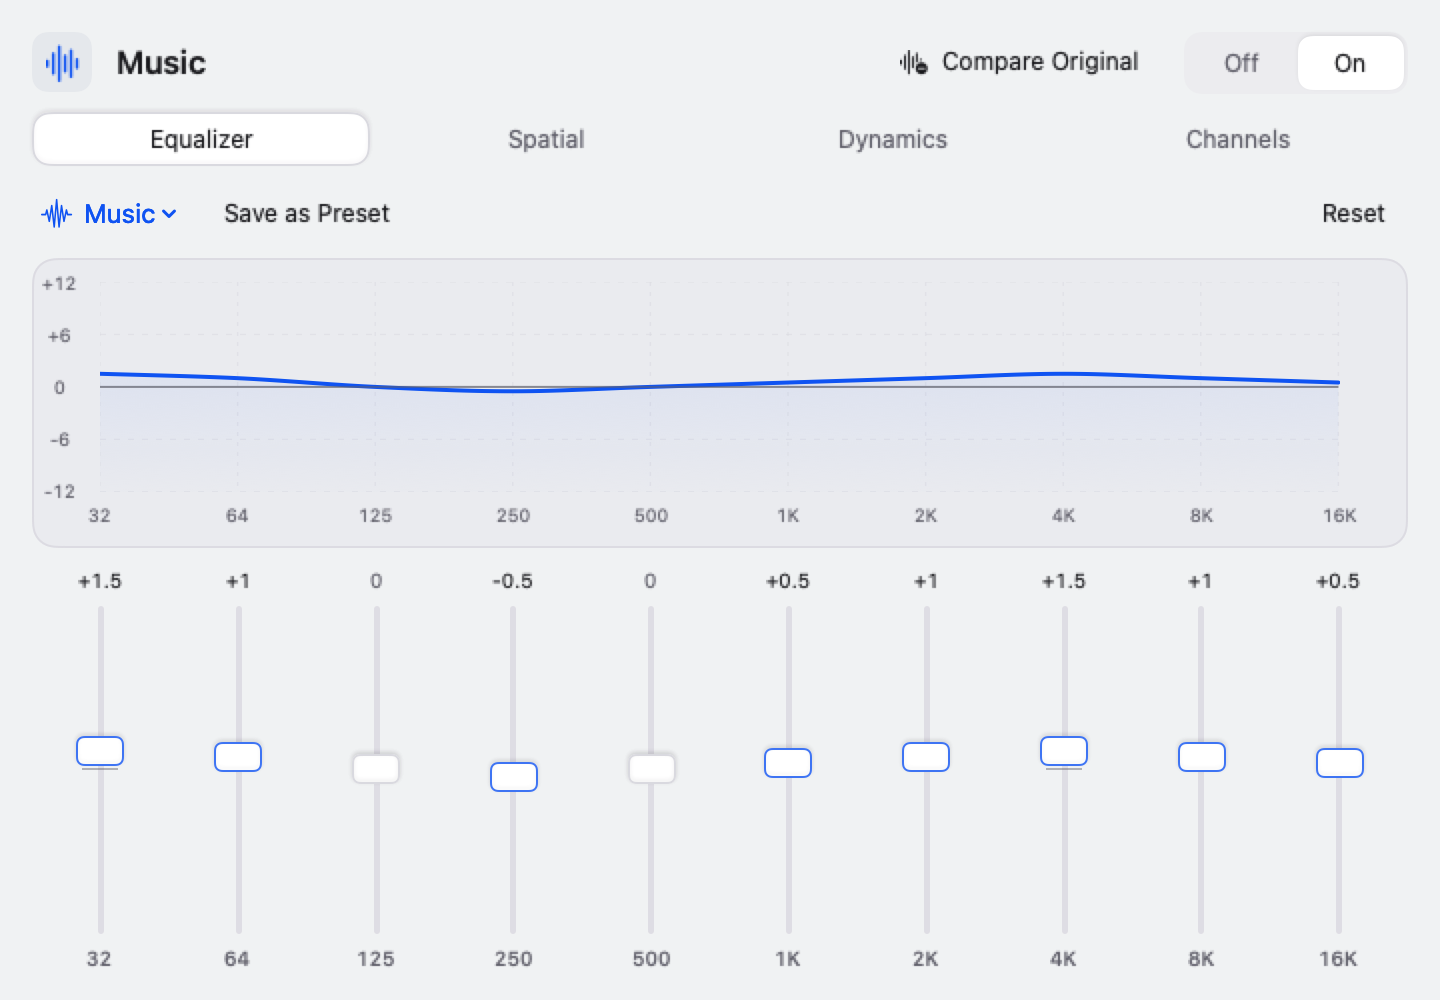 Music
Compare Original
Off
On
Equalizer
Spatial
Dynamics
Channels
Music
Save as Preset
Reset
+12
+6
0
-6
-12
32 64 125 250 500 1K 2K 4K 8K 16K
+1.5 +1 0 -0.5 0 +0.5 +1 +1.5 +1 +0.5
32 64 125 250 500 1K 2K 4K 8K 16K